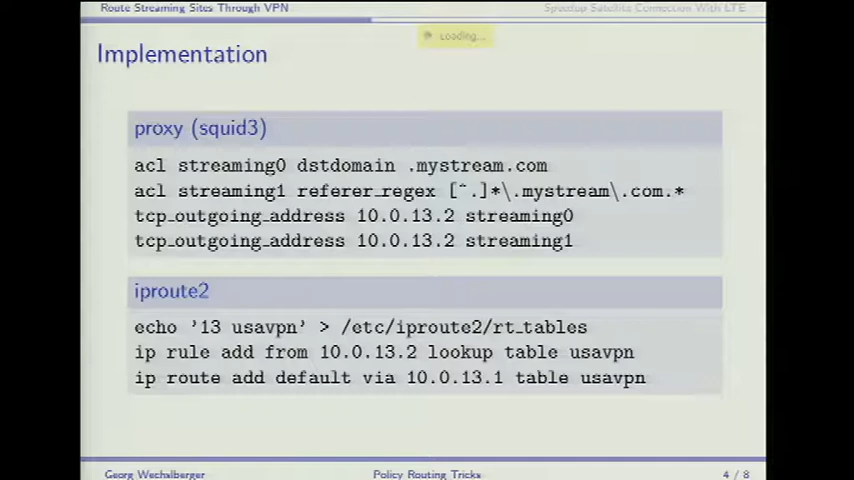 Route Streaming Sites Through VPN
Speedup Satellite Connection With LTE
Loading...
Implementation
proxy (squid3)
acl streaming0 dstdomain .mystream.com
acl streaming1 referer_regex [^.]*\.mystream\.com.*
tcp_outgoing_address 10.0.13.2 streaming0
tcp_outgoing_address 10.0.13.2 streaming1
iproute2
echo '13 usavpn' > /etc/iproute2/rt_tables
ip rule add from 10.0.13.2 lookup table usavpn
ip route add default via 10.0.13.1 table usavpn
Georg Wechslberger
Policy Routing Tricks
4 / 8